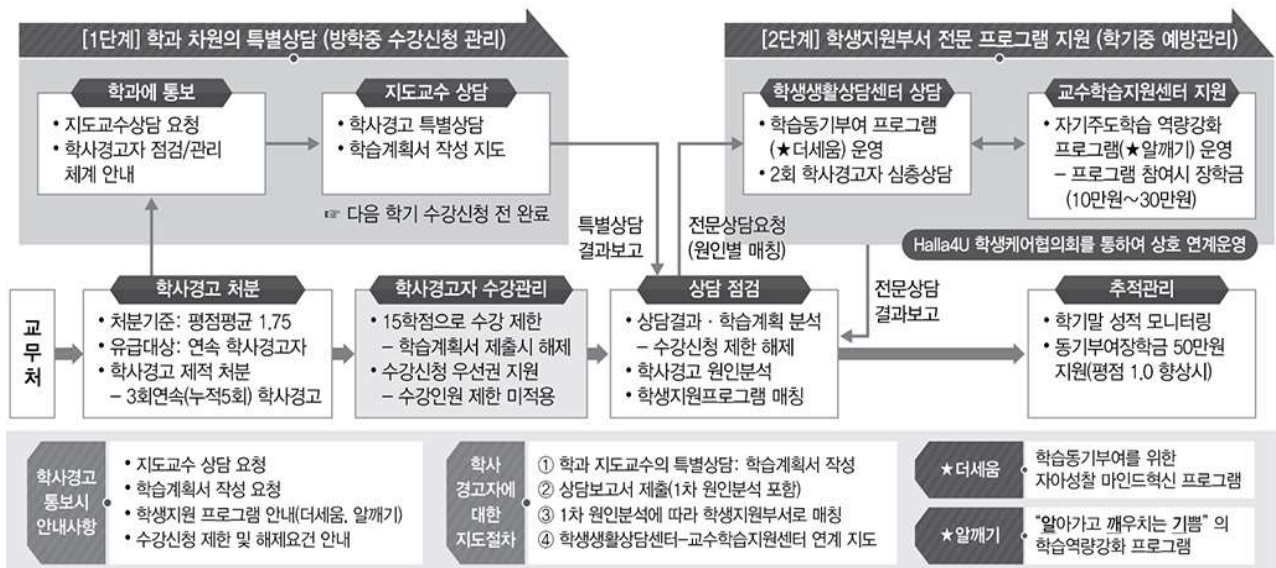 [1단계] 학과 차원의 특별상담 (방학중 수강신청 관리)
학과에 통보
• 지도교수상담 요청
• 학사경고자 점검/관리
체계 안내
지도교수 상담
• 학사경고 특별상담
• 학습계획서 작성 지도
☞ 다음 학기 수강신청 전 완료
[2단계] 학생지원부서 전문 프로그램 지원 (학기중 예방관리)
학생생활상담센터 상담
• 학습동기부여 프로그램
(★더세움) 운영
• 2회 학사경고자 심층상담
교수학습지원센터 지원
• 자기주도학습 역량강화
프로그램(★알깨기) 운영
– 프로그램 참여시 장학금
(10만원~30만원)
특별상담
결과보고
전문상담요청
(원인별 매칭)
Halla4U 학생케어협의회를 통하여 상호 연계운영
전문상담
결과보고
교무처
학사경고 처분
• 처분기준: 평점평균 1.75
• 유급대상: 연속 학사경고자
• 학사경고 제적 처분
– 3회연속(누적5회) 학사경고
학사경고자 수강관리
• 15학점으로 수강 제한
– 학습계획서 제출시 해제
• 수강신청 우선권 지원
– 수강인원 제한 미적용
상담 점검
• 상담결과 · 학습계획 분석
– 수강신청 제한 해제
• 학사경고 원인분석
• 학생지원프로그램 매칭
추적관리
• 학기말 성적 모니터링
• 동기부여장학금 50만원
지원(평점 1.0 향상시)
학사경고
통보시
안내사항
• 지도교수 상담 요청
• 학습계획서 작성 요청
• 학생지원 프로그램 안내(더세움, 알깨기)
• 수강신청 제한 및 해제요건 안내
학사
경고자에
대한
지도절차
① 학과 지도교수의 특별상담: 학습계획서 작성
② 상담보고서 제출(1차 원인분석 포함)
③ 1차 원인분석에 따라 학생지원부서로 매칭
④ 학생생활상담센터–교수학습지원센터 연계 지도
★더세움
학습동기부여를 위한
자아성찰 마인드혁신 프로그램
★알깨기
“알아가고 깨우치는 기쁨” 의
학습역량강화 프로그램